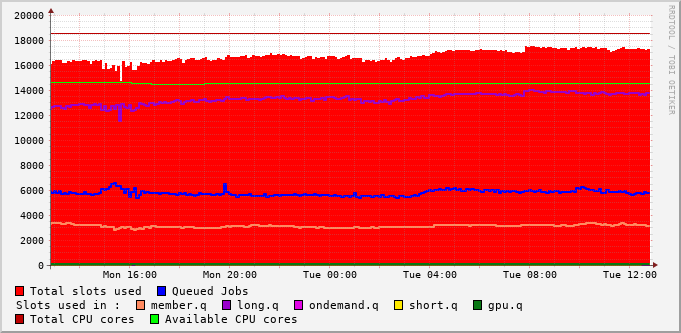 RRDTOOL / TOBI OETIKER
20000
18000
16000
14000
12000
10000
8000
6000
4000
2000
0
Mon 16:00 Mon 20:00 Tue 00:00 Tue 04:00 Tue 08:00 Tue 12:00
Total slots used Queued Jobs
Slots used in : member.q long.q ondemand.q short.q gpu.q
Total CPU cores Available CPU cores